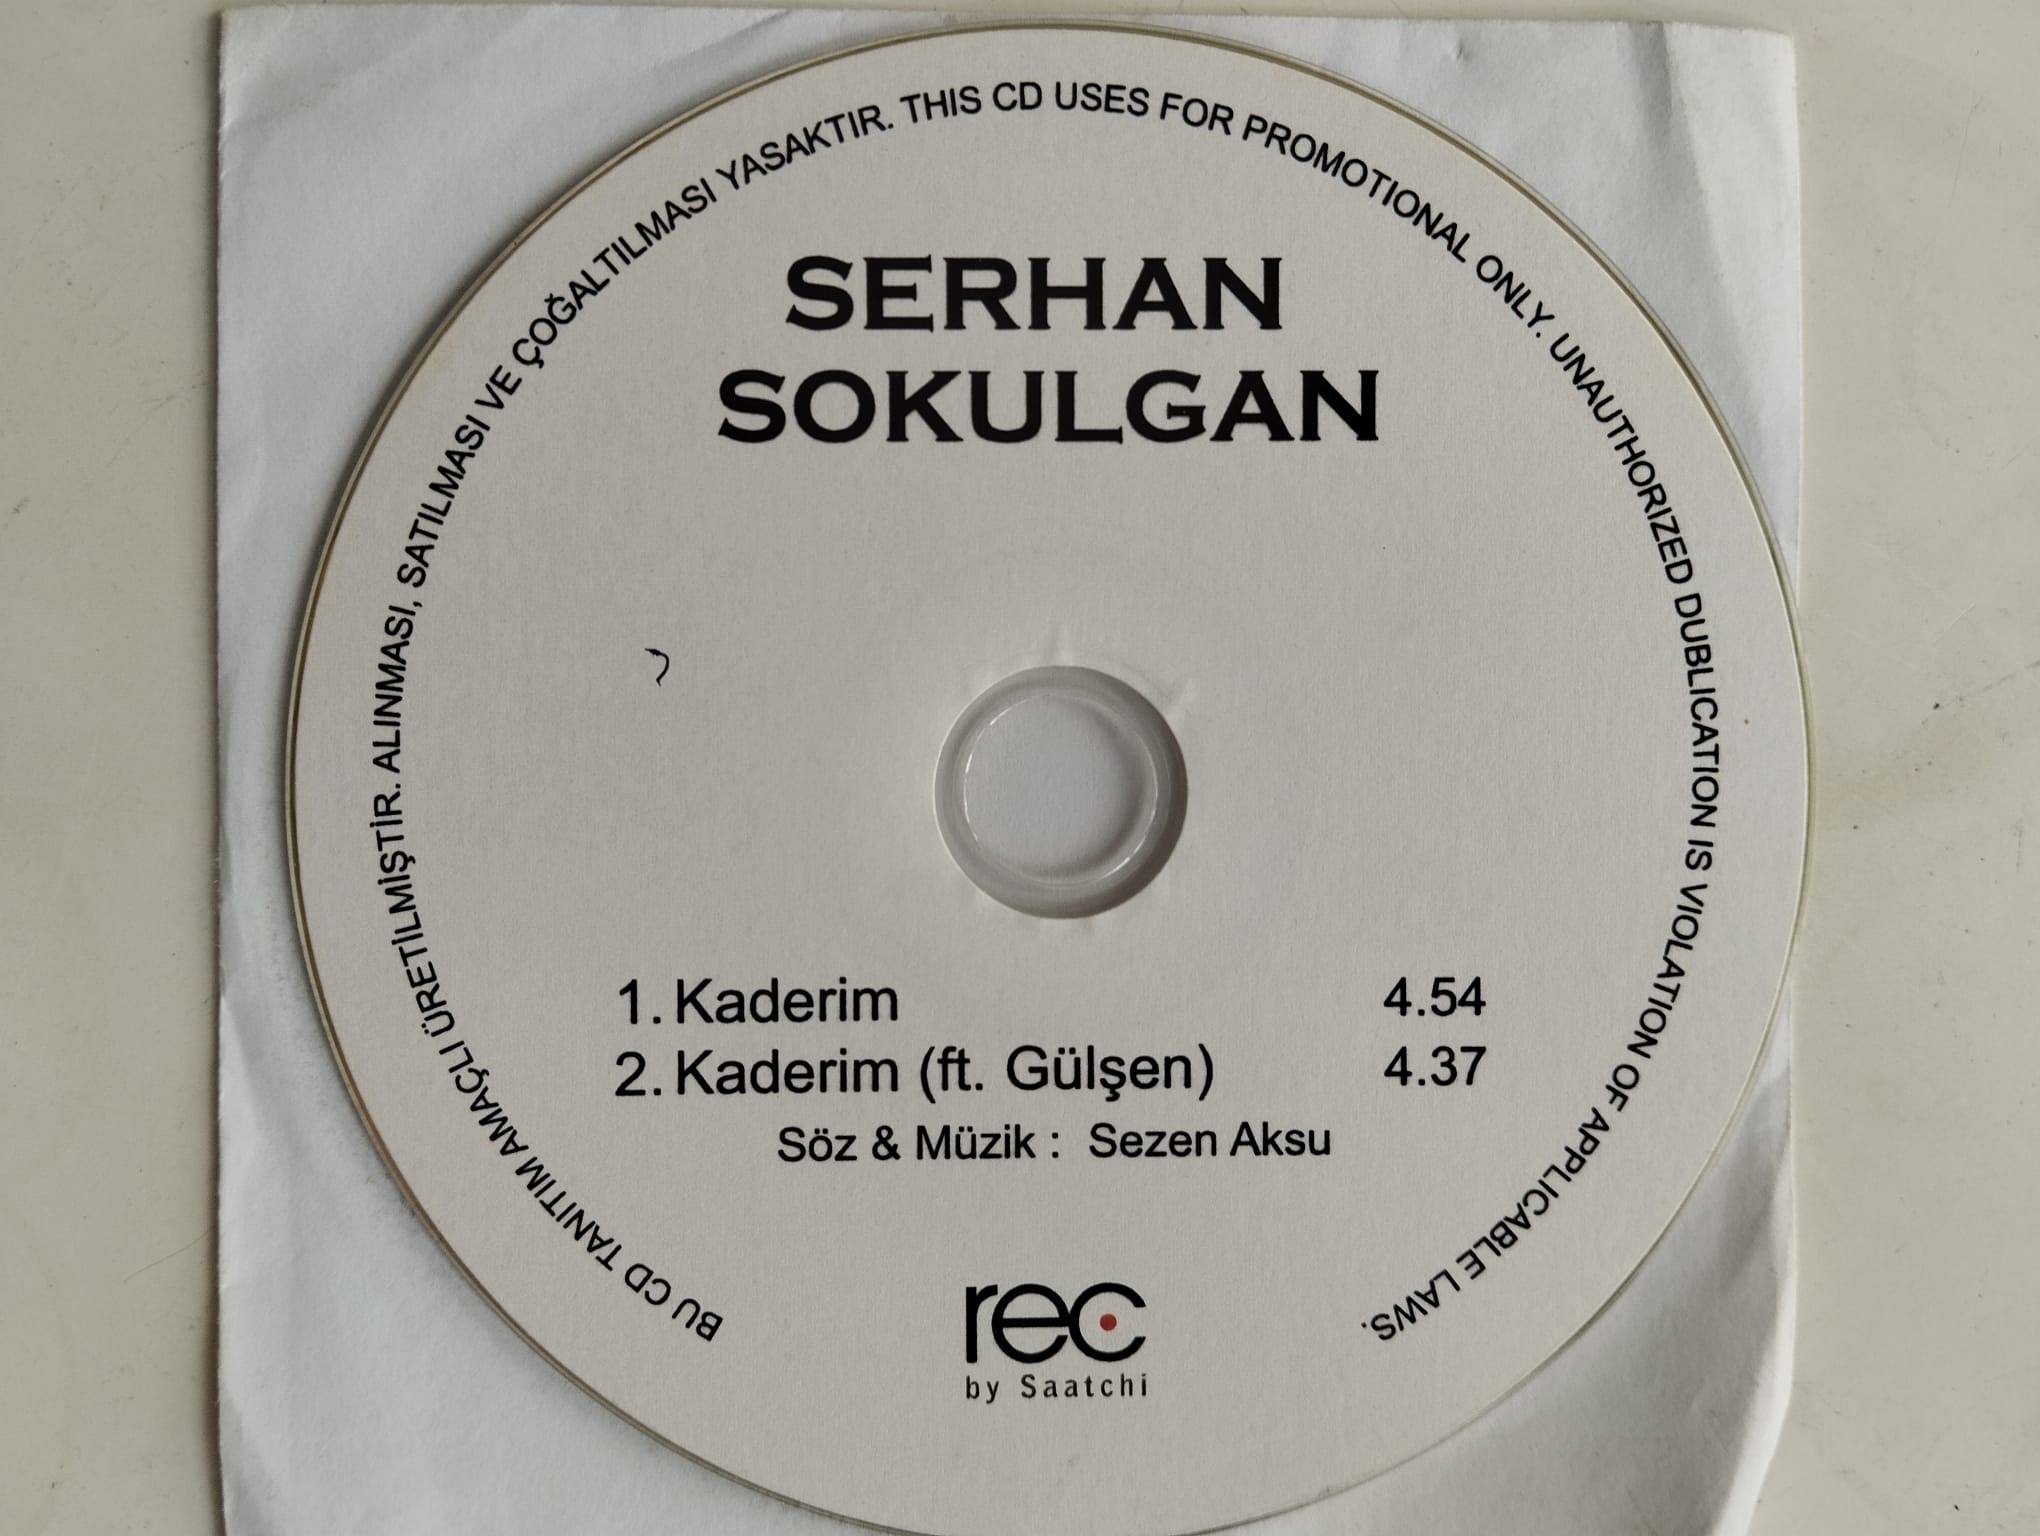 BU CD TANITIM AMAÇLI ÜRETİLMİŞTİR. ALINMASI, SATILMASI VE ÇOĞALTILMASI YASAKTIR. THIS CD USES FOR PROMOTIONAL ONLY. UNAUTHORIZED DUBLICATION IS VIOLATION OF APPLICABLE LAWS.
SERHAN
SOKULGAN
1. Kaderim 4.54
2. Kaderim (ft. Gülşen) 4.37
Söz & Müzik : Sezen Aksu
rec
by Saatchi